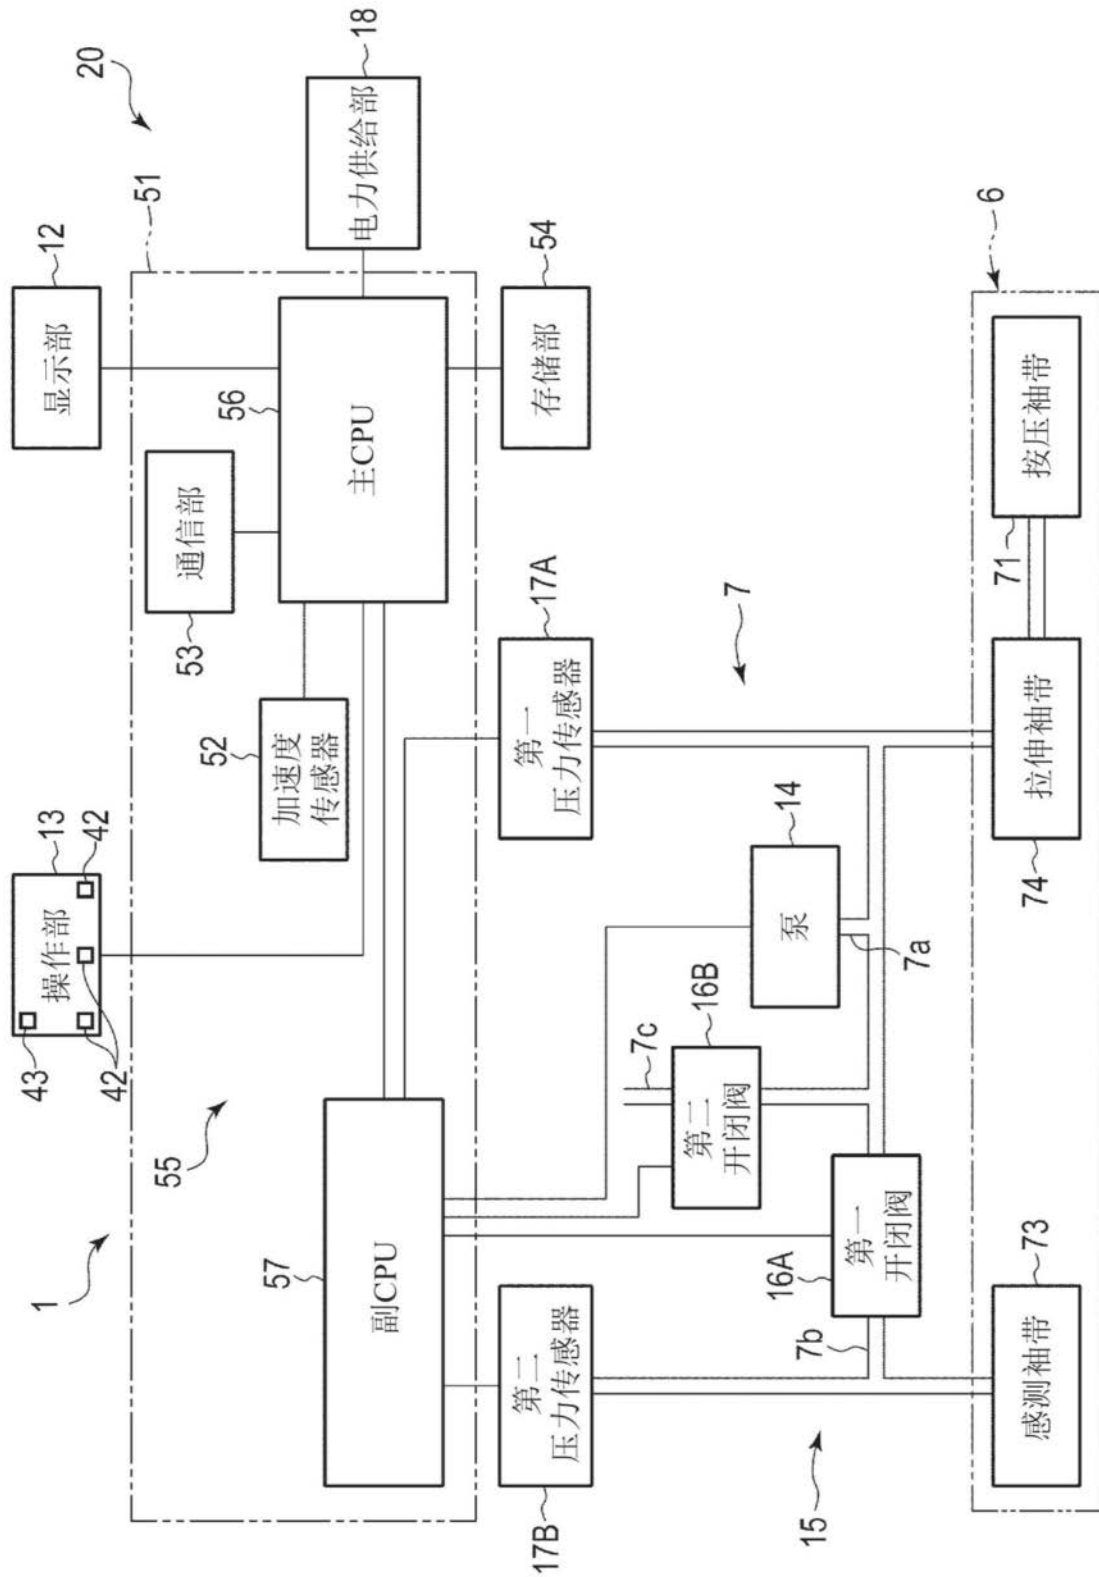 1
55
43
42
13
操作部
42
12
显示部
20
51
53
通信部
52
加速度
传感器
56
主CPU
18
电力供给部
57
副CPU
54
存储部
17B
第二
压力传感器
17A
第一
压力传感器
7c
16B
第二
开闭阀
14
泵
7
16A
第一
开闭阀
7b
7a
15
6
73
感测袖带
74
拉伸袖带
71
按压袖带